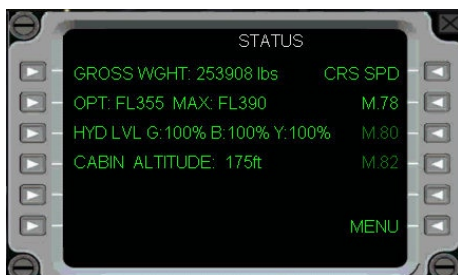 STATUS
GROSS WGHT: 253908 lbs CRS SPD
OPT: FL355 MAX: FL390 M.78
HYD LVL G:100% B:100% Y:100% M.80
CABIN ALTITUDE: 175ft M.82
MENU